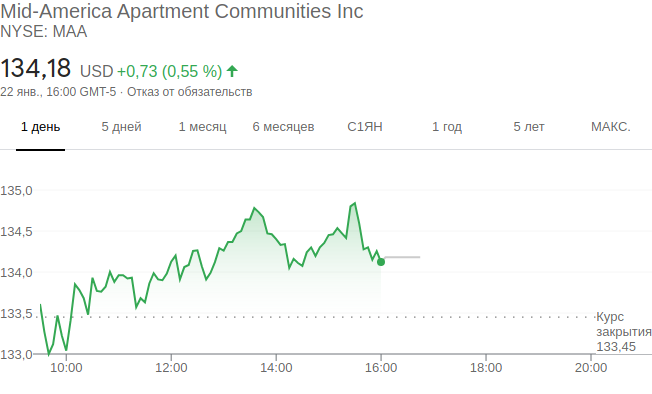 Mid-America Apartment Communities Inc
NYSE: MAA
134,18 USD +0,73 (0,55 %)
22 янв., 16:00 GMT-5 · Отказ от обязательств
1 день 5 дней 1 месяц 6 месяцев С1ЯН 1 год 5 лет МАКС.
135,0
134,5
134,0
133,5
Курс
закрытия
133,45
133,0
10:00 12:00 14:00 16:00 18:00 20:00